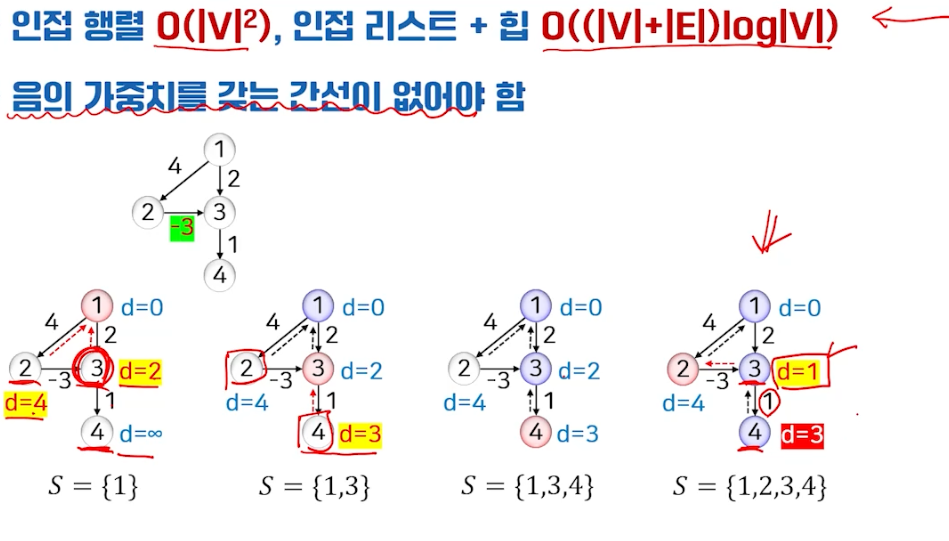 인접 행렬 O(|V|²), 인접 리스트 + 힙 O((|V|+|E|)log|V|)
음의 가중치를 갖는 간선이 없어야 함
1
4
2
2
-3
3
1
4
1 d=0
4
2
2
-3
3 d=2
d=4
1
4 d=∞
S = {1}
1 d=0
4
2
2
-3
3 d=2
d=4
1
4 d=3
S = {1,3}
1 d=0
4
2
2
-3
3 d=2
d=4
1
4 d=3
S = {1,3,4}
1 d=0
4
2
2
-3
3 d=1
d=4
1
4 d=3
S = {1,2,3,4}